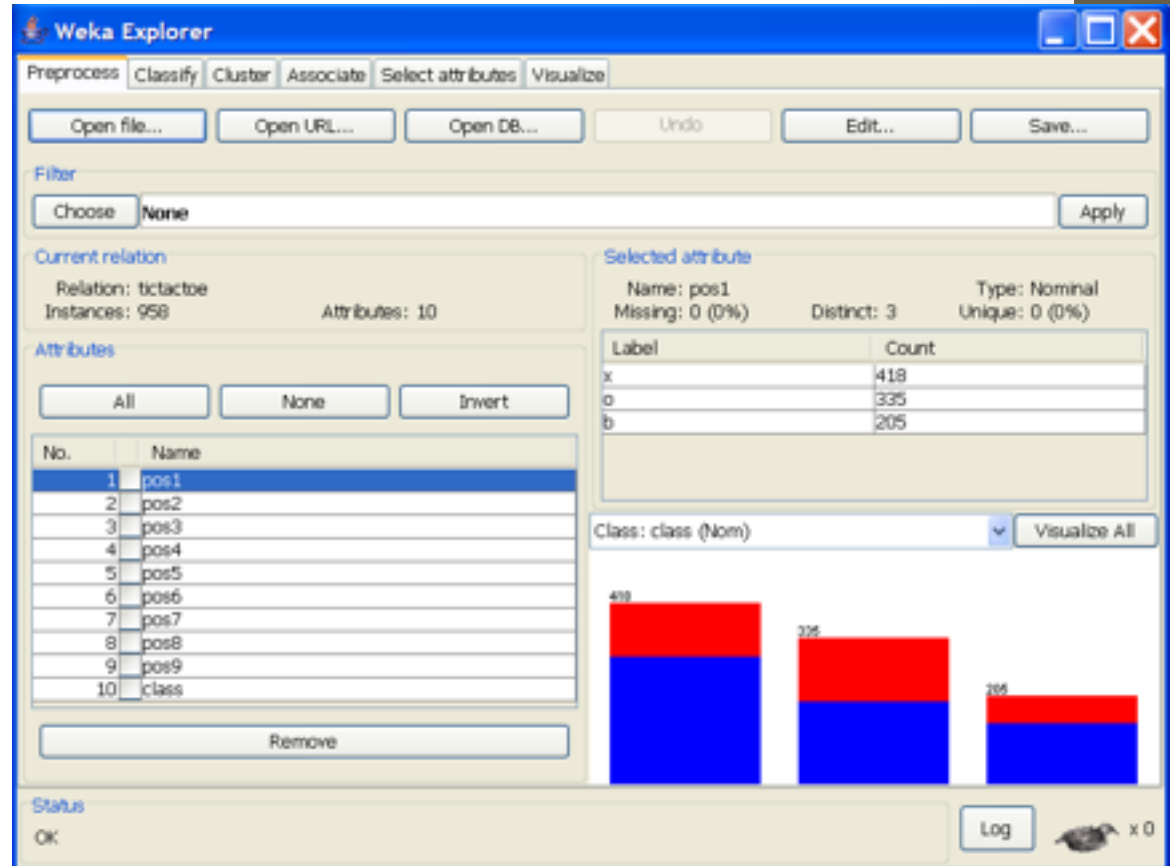 Weka Explorer
Preprocess Classify Cluster Associate Select attributes Visualize
Open file... Open URL... Open DB... Undo Edit... Save...
Filter
Choose None Apply
Current relation
Relation: tictactoe
Instances: 958 Attributes: 10
Selected attribute
Name: pos1 Type: Nominal
Missing: 0 (0%) Distinct: 3 Unique: 0 (0%)
Label Count
x 418
o 335
b 205
Attributes
All None Invert
No. Name
1 pos1
2 pos2
3 pos3
4 pos4
5 pos5
6 pos6
7 pos7
8 pos8
9 pos9
10 class
Remove
Class: class (Nom) Visualize All
418
335
205
Status
OK
Log x 0